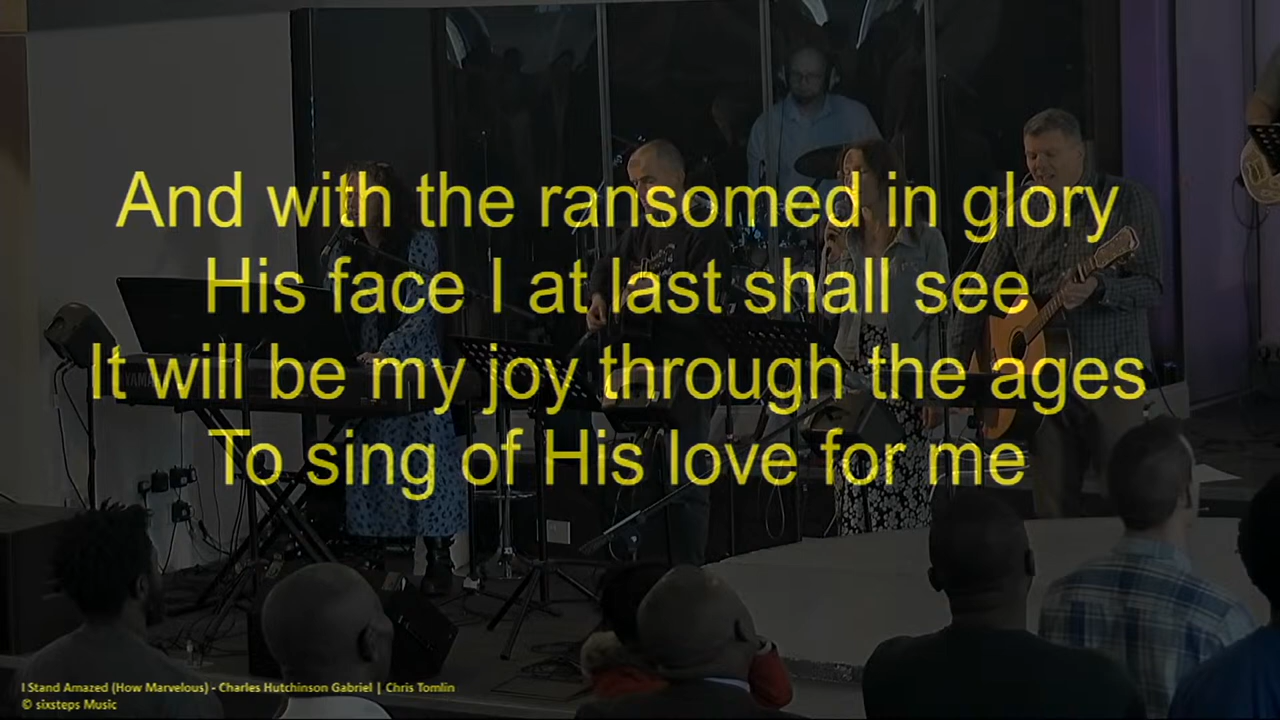 And with the ransomed in glory
His face I at last shall see
It will be my joy through the ages
To sing of His love for me
YAMAHA
I Stand Amazed (How Marvelous) - Charles Hutchinson Gabriel | Chris Tomlin
© sixsteps Music